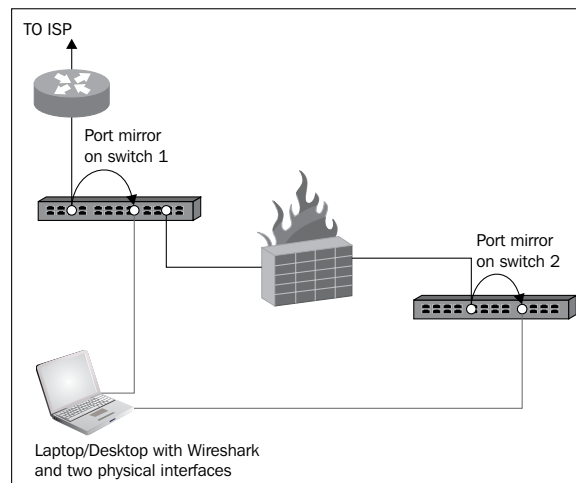 TO ISP
Port mirror
on switch 1
Port mirror
on switch 2
Laptop/Desktop with Wireshark
and two physical interfaces